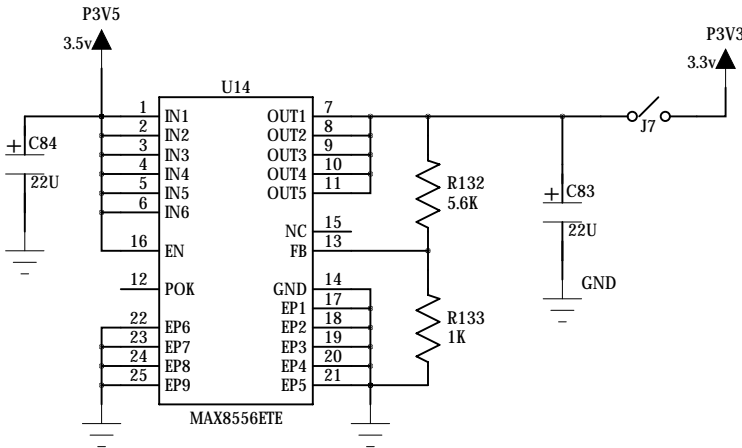 P3V5
3.5v
P3V3
3.3v
U14
C84
22U
1 IN1
2 IN2
3 IN3
4 IN4
5 IN5
6 IN6
16 EN
12 POK
22 EP6
23 EP7
24 EP8
25 EP9
OUT1 7
OUT2 8
OUT3 9
OUT4 10
OUT5 11
NC 15
FB 13
GND 14
EP1 17
EP2 18
EP3 19
EP4 20
EP5 21
MAX8556ETE
R132
5.6K
R133
1K
C83
22U
GND
J7